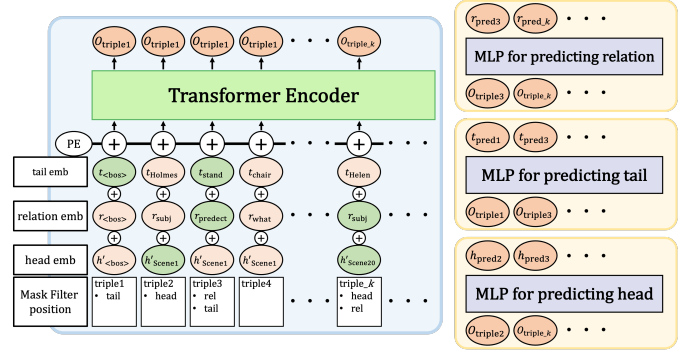 O_triple1 O_triple1 O_triple1 O_triple1 · · · O_triple_k
Transformer Encoder
PE + + + + · · · + · · ·
tail emb t_<bos> t_Holmes t_stand t_chair · · · t_Helen · · ·
+ + + + +
relation emb r_<bos> r_subj r_predect r_what · · · r_subj · · ·
+ + + + +
head emb h'_<bos> h'_Scene1 h'_Scene1 h'_Scene1 · · · h'_Scene20 · · ·
Mask Filter
position
triple1
• tail
triple2
• head
triple3
• rel
• tail
triple4
· · ·
triple_k
• head
• rel
· · ·
r_pred3 r_pred_k · · ·
MLP for predicting relation
O_triple3 O_triple_k · · ·
t_pred1 t_pred3 · · ·
MLP for predicting tail
O_triple1 O_triple3 · · ·
h_pred2 h_pred3 · · ·
MLP for predicting head
O_triple2 O_triple_k · · ·